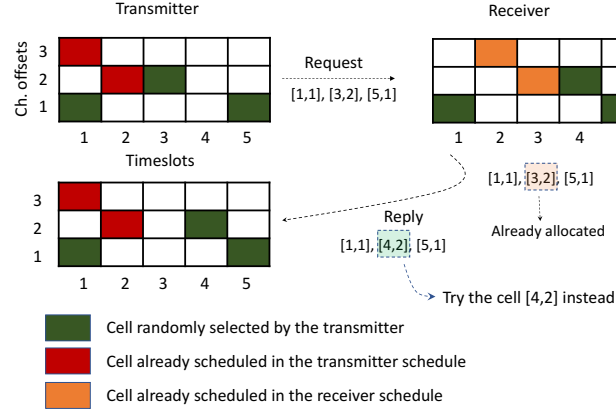 Transmitter
Receiver
Ch. offsets
3
2
1
1 2 3 4 5
Timeslots
Request
[1,1], [3,2], [5,1]
1 2 3 4
[1,1], [3,2], [5,1]
Already allocated
3
2
1
1 2 3 4 5
Reply
[1,1], [4,2], [5,1]
Try the cell [4,2] instead
Cell randomly selected by the transmitter
Cell already scheduled in the transmitter schedule
Cell already scheduled in the receiver schedule